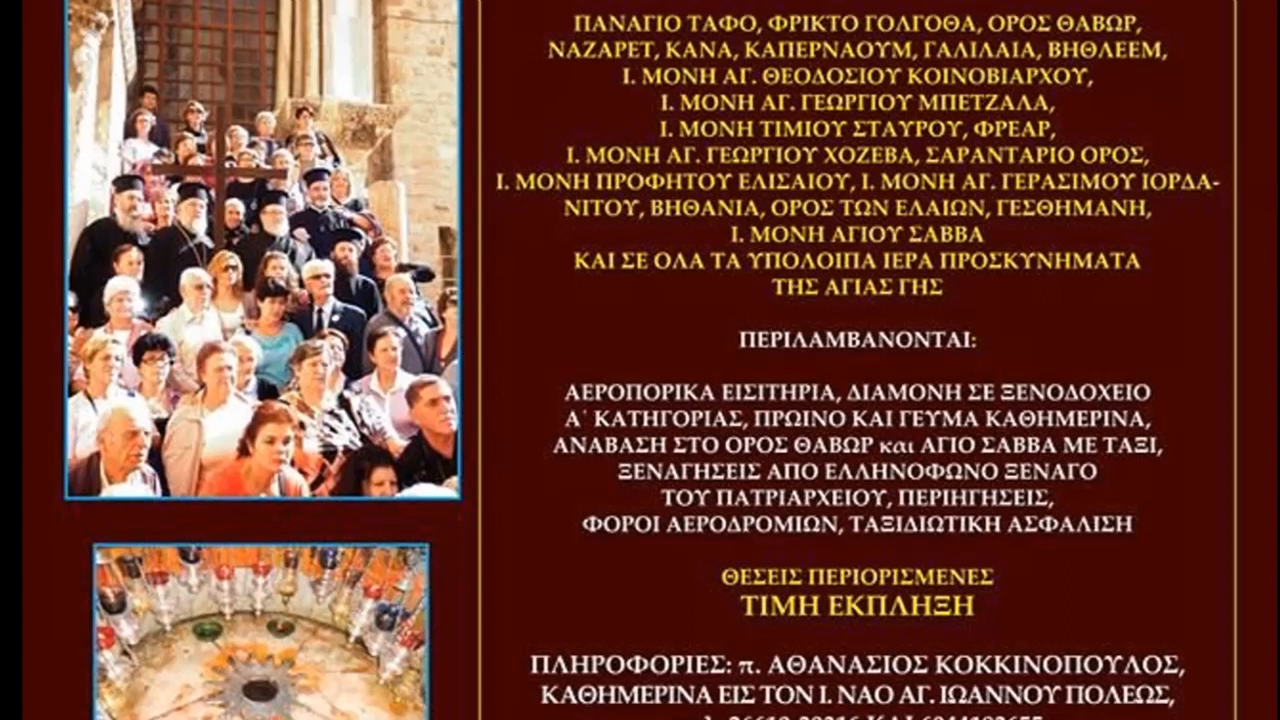 ΠΑΝΑΓΙΟ ΤΑΦΟ, ΦΡΙΚΤΟ ΓΟΛΓΟΘΑ, ΟΡΟΣ ΘΑΒΩΡ,
ΝΑΖΑΡΕΤ, ΚΑΝΑ, ΚΑΠΕΡΝΑΟΥΜ, ΓΑΛΙΛΑΙΑ, ΒΗΘΛΕΕΜ,
Ι. ΜΟΝΗ ΑΓ. ΘΕΟΔΟΣΙΟΥ ΚΟΙΝΟΒΙΑΡΧΟΥ,
Ι. ΜΟΝΗ ΑΓ. ΓΕΩΡΓΙΟΥ ΜΠΕΤΖΑΛΑ,
Ι. ΜΟΝΗ ΤΙΜΙΟΥ ΣΤΑΥΡΟΥ, ΦΡΕΑΡ,
Ι. ΜΟΝΗ ΑΓ. ΓΕΩΡΓΙΟΥ ΧΟΖΕΒΑ, ΣΑΡΑΝΤΑΡΙΟ ΟΡΟΣ,
Ι. ΜΟΝΗ ΠΡΟΦΗΤΟΥ ΕΛΙΣΑΙΟΥ, Ι. ΜΟΝΗ ΑΓ. ΓΕΡΑΣΙΜΟΥ ΙΟΡΔΑ-
ΝΙΤΟΥ, ΒΗΘΑΝΙΑ, ΟΡΟΣ ΤΩΝ ΕΛΑΙΩΝ, ΓΕΣΘΗΜΑΝΗ,
Ι. ΜΟΝΗ ΑΓΙΟΥ ΣΑΒΒΑ
ΚΑΙ ΣΕ ΟΛΑ ΤΑ ΥΠΟΛΟΙΠΑ ΙΕΡΑ ΠΡΟΣΚΥΝΗΜΑΤΑ
ΤΗΣ ΑΓΙΑΣ ΓΗΣ
ΠΕΡΙΛΑΜΒΑΝΟΝΤΑΙ:
ΑΕΡΟΠΟΡΙΚΑ ΕΙΣΙΤΗΡΙΑ, ΔΙΑΜΟΝΗ ΣΕ ΞΕΝΟΔΟΧΕΙΟ
Α΄ ΚΑΤΗΓΟΡΙΑΣ, ΠΡΩΙΝΟ ΚΑΙ ΓΕΥΜΑ ΚΑΘΗΜΕΡΙΝΑ,
ΑΝΑΒΑΣΗ ΣΤΟ ΟΡΟΣ ΘΑΒΩΡ και ΑΓΙΟ ΣΑΒΒΑ ΜΕ ΤΑΞΙ,
ΞΕΝΑΓΗΣΕΙΣ ΑΠΟ ΕΛΛΗΝΟΦΩΝΟ ΞΕΝΑΓΟ
ΤΟΥ ΠΑΤΡΙΑΡΧΕΙΟΥ, ΠΕΡΙΗΓΗΣΕΙΣ,
ΦΟΡΟΙ ΑΕΡΟΔΡΟΜΙΩΝ, ΤΑΞΙΔΙΩΤΙΚΗ ΑΣΦΑΛΙΣΗ
ΘΕΣΕΙΣ ΠΕΡΙΟΡΙΣΜΕΝΕΣ
ΤΙΜΗ ΕΚΠΛΗΞΗ
ΠΛΗΡΟΦΟΡΙΕΣ: π. ΑΘΑΝΑΣΙΟΣ ΚΟΚΚΙΝΟΠΟΥΛΟΣ,
ΚΑΘΗΜΕΡΙΝΑ ΕΙΣ ΤΟΝ Ι. ΝΑΟ ΑΓ. ΙΩΑΝΝΟΥ ΠΟΛΕΩΣ,
ΚΑΙ